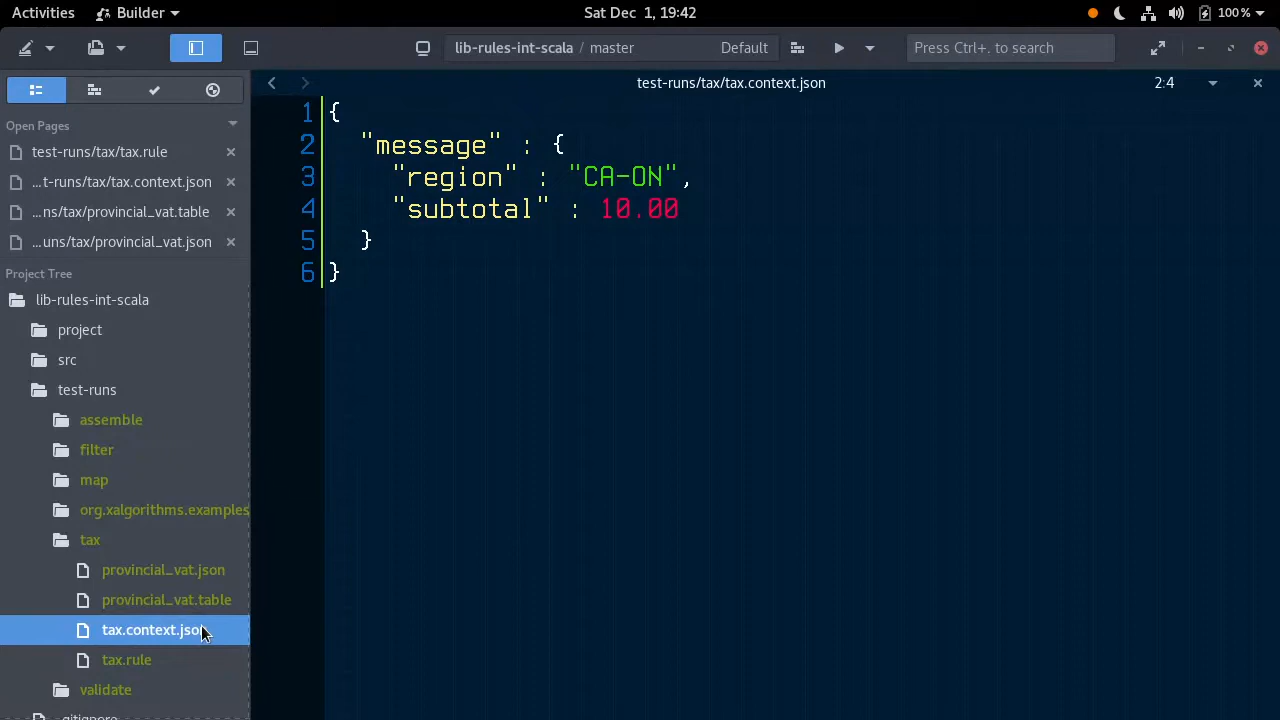 Activities
Builder
Sat Dec 1, 19:42
100%
lib-rules-int-scala / master
Default
Press Ctrl+. to search
test-runs/tax/tax.context.json
2:4
Open Pages
test-runs/tax/tax.rule
...t-runs/tax/tax.context.json
...ns/tax/provincial_vat.table
...uns/tax/provincial_vat.json
Project Tree
lib-rules-int-scala
project
src
test-runs
assemble
filter
map
org.xalgorithms.examples
tax
provincial_vat.json
provincial_vat.table
tax.context.json
tax.rule
validate
.gitignore
1 {
2 "message" : {
3 "region" : "CA-ON",
4 "subtotal" : 10.00
5 }
6 }